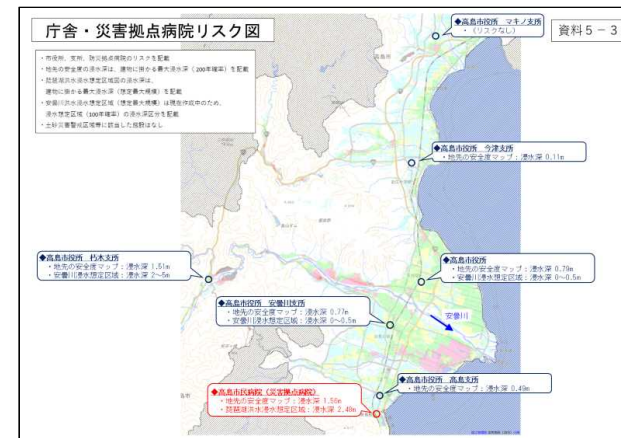 庁舎・災害拠点病院リスク図
資料5-3
・市役所、支所、防災拠点病院のリスクを記載
・地先の安全度の浸水深は、建物に掛かる最大浸水深(200年確率)を記載
・琵琶湖洪水浸水想定区域図の浸水深は、
建物に掛かる最大浸水深(想定最大規模)を記載
・安曇川洪水浸水想定区域(想定最大規模)は現在作成中のため、
浸水想定区域(100年確率)の浸水深区分を記載
・土砂災害警戒区域等に該当した施設はなし
◆高島市役所 マキノ支所
・(リスクなし)
◆高島市役所 今津支所
・地先の安全度マップ:浸水深 0.11m
◆高島市役所 朽木支所
・地先の安全度マップ:浸水深 1.51m
・安曇川浸水想定区域:浸水深 2～5m
◆高島市役所
・地先の安全度マップ:浸水深 0.79m
・安曇川浸水想定区域:浸水深 0～0.5m
◆高島市役所 安曇川支所
・地先の安全度マップ:浸水深 0.77m
・安曇川浸水想定区域:浸水深 0～0.5m
安曇川
◆高島市役所 高島支所
・地先の安全度マップ:浸水深 0.49m
◆高島市民病院(災害拠点病院)
・地先の安全度マップ:浸水深 1.56m
・琵琶湖洪水浸水想定区域:浸水深 2.48m